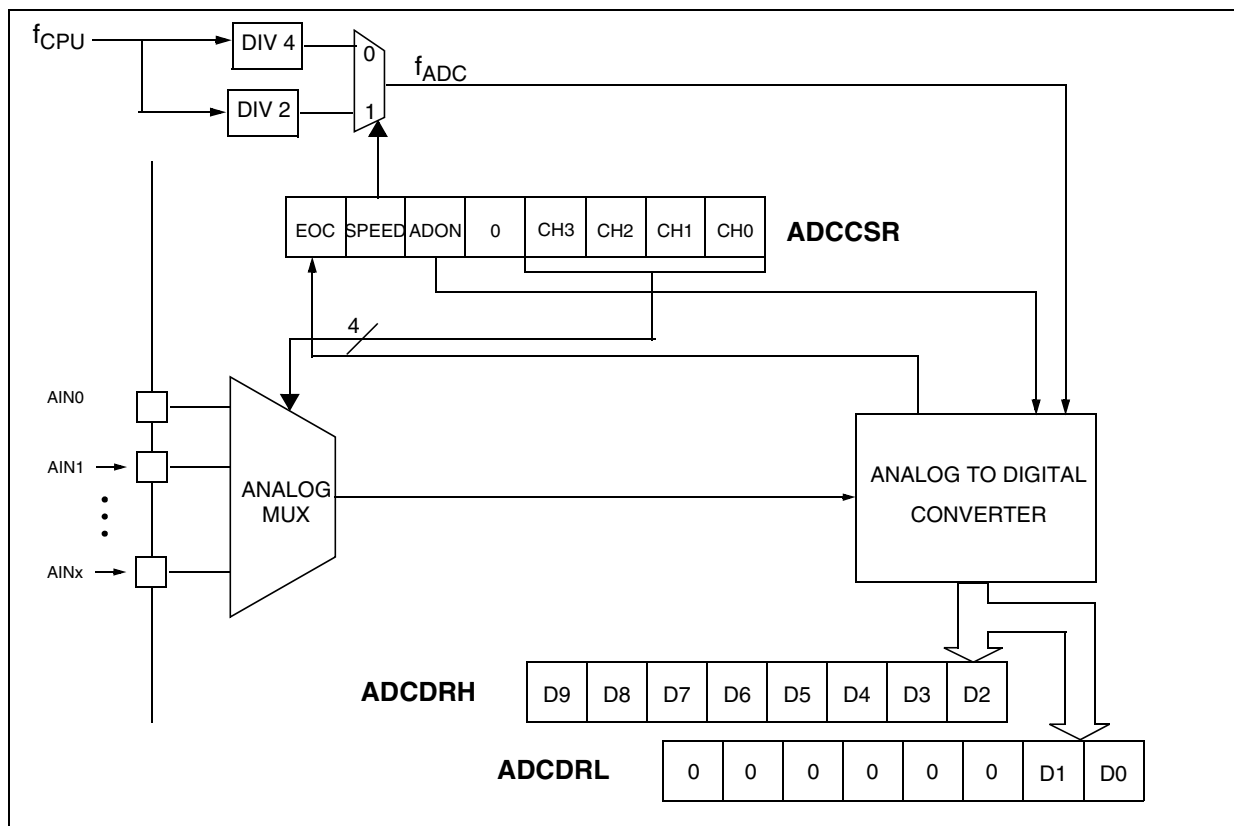 fCPU
DIV 4
0
fADC
DIV 2
1
EOC SPEED ADON 0 CH3 CH2 CH1 CH0 ADCCSR
4
AIN0
AIN1
ANALOG
MUX
ANALOG TO DIGITAL
CONVERTER
AINx
ADCDRH D9 D8 D7 D6 D5 D4 D3 D2
ADCDRL 0 0 0 0 0 0 D1 D0